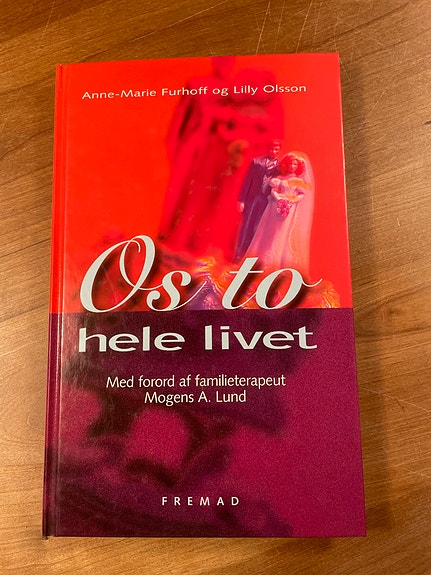 Anne-Marie Furhoff og Lilly Olsson
Os to
hele livet
Med forord af familieterapeut
Mogens A. Lund
FREMAD